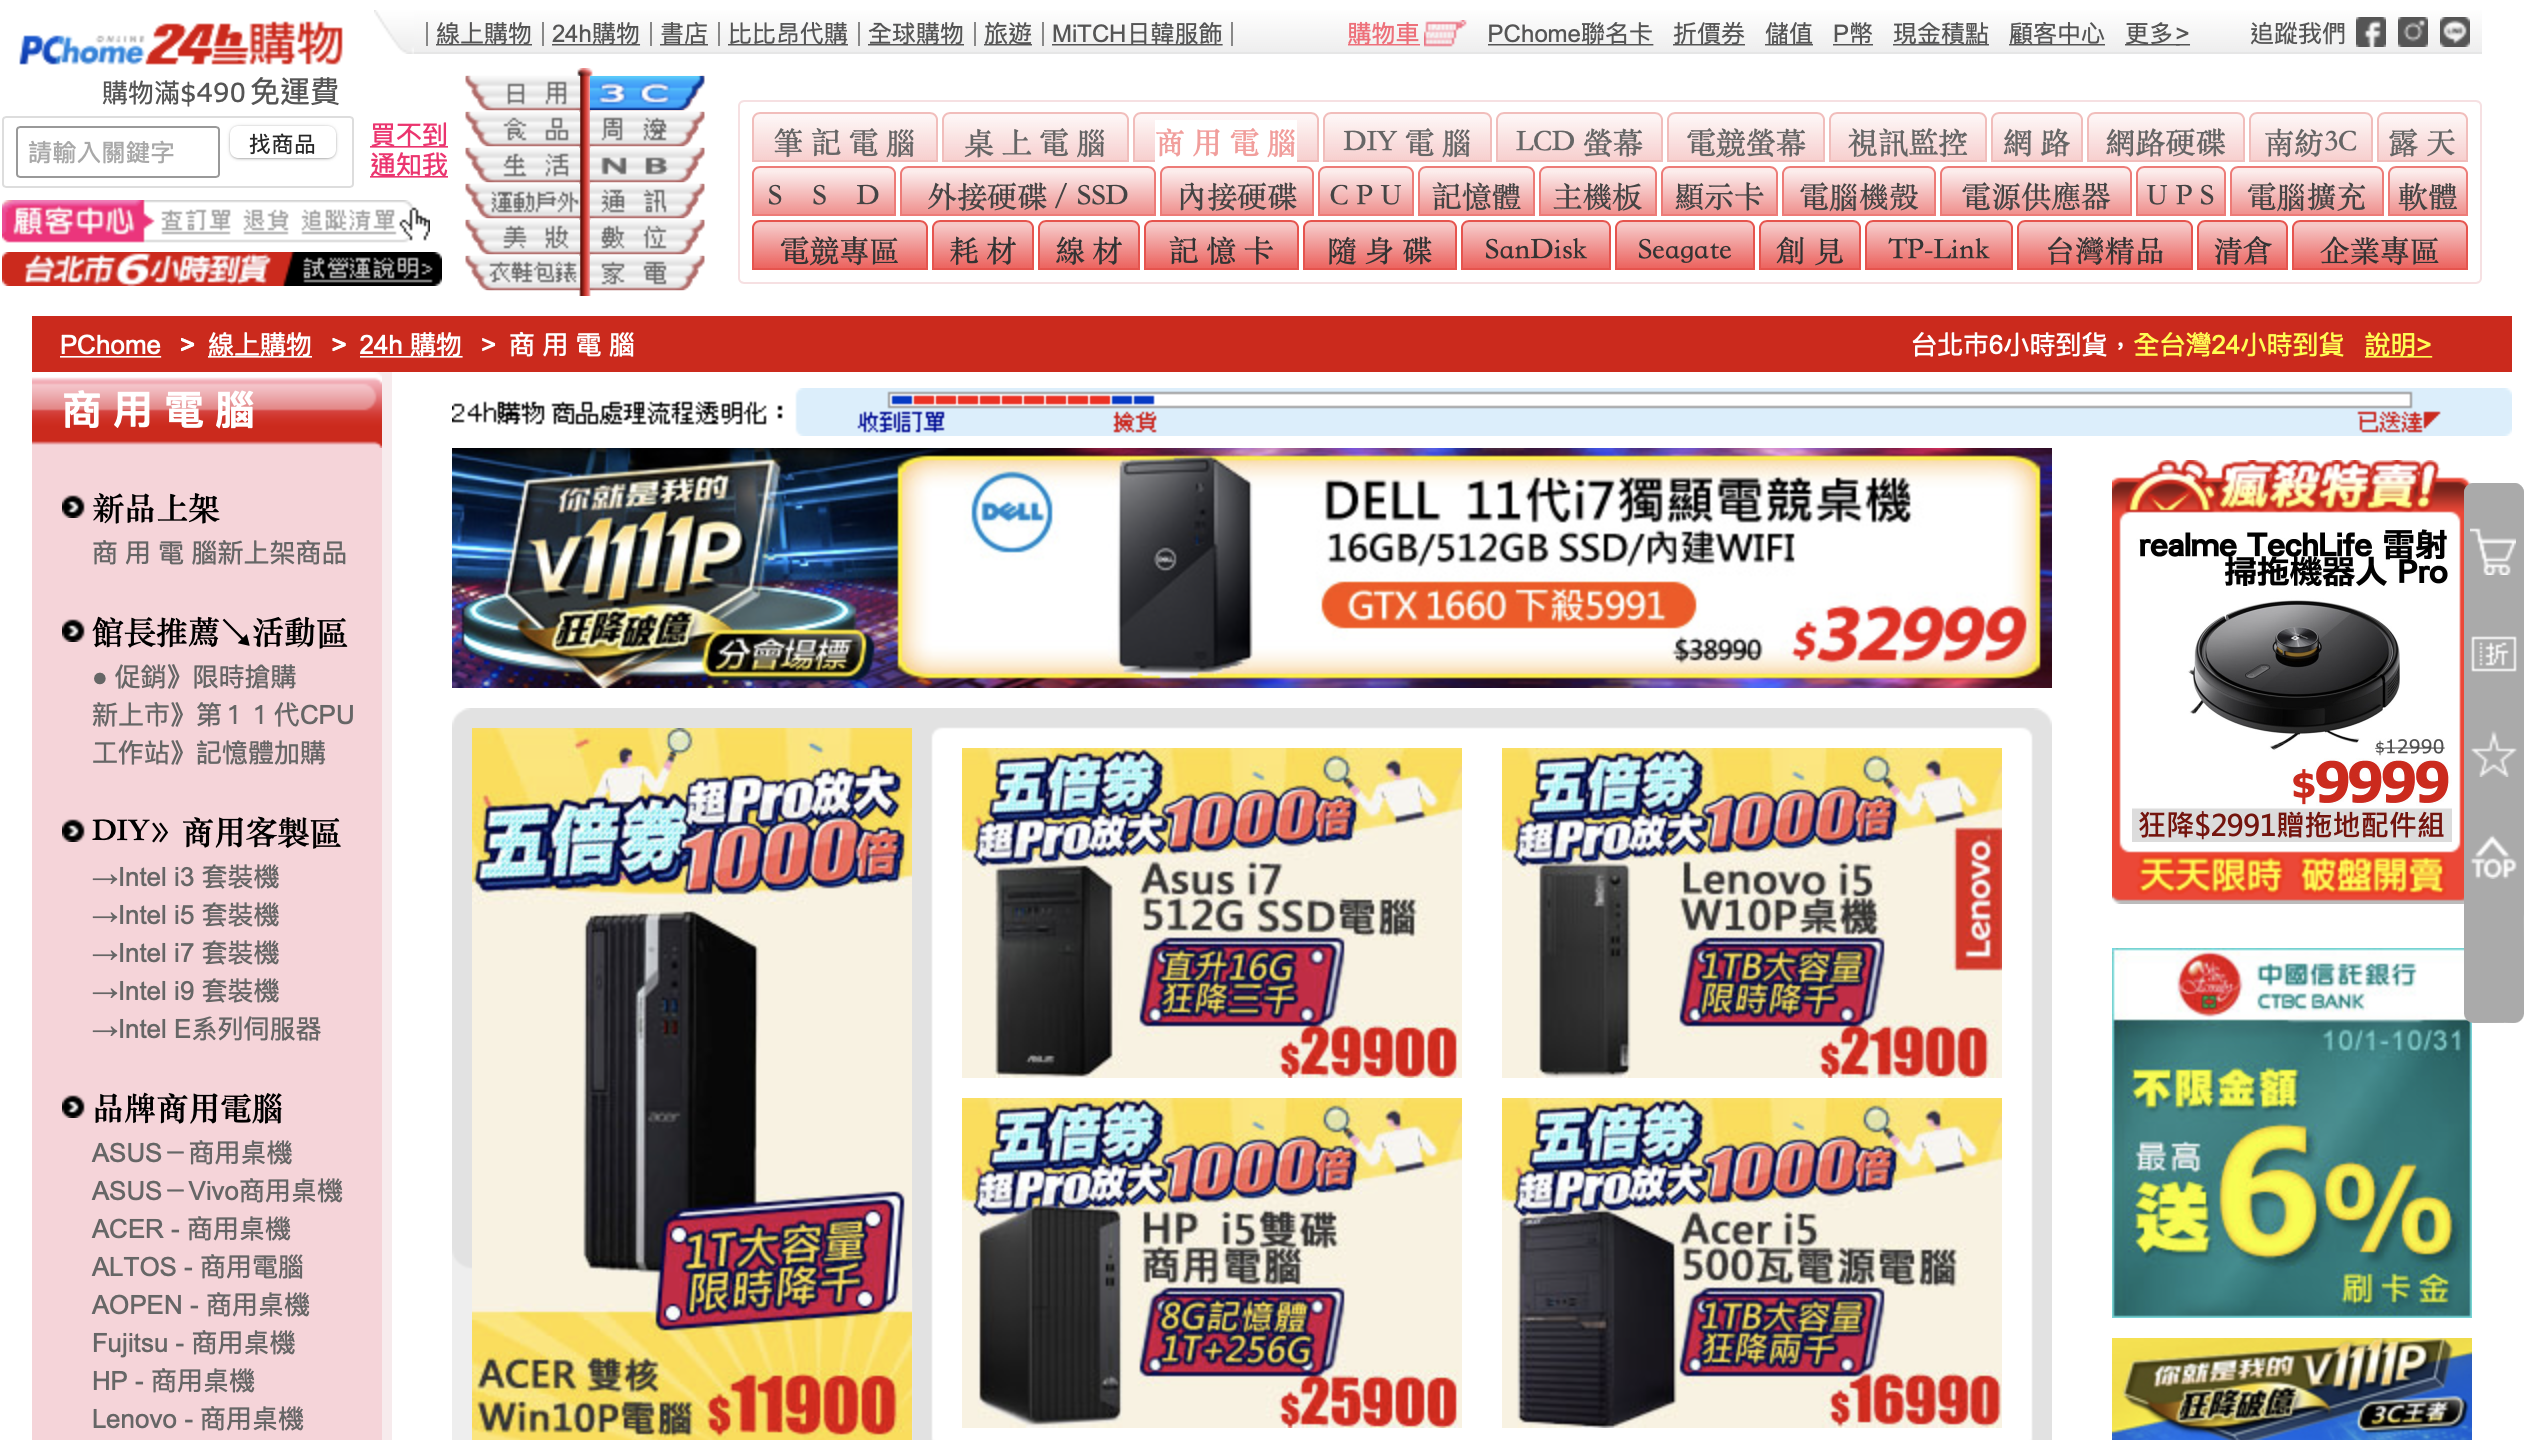 PChome ONLINE 24h購物
購物滿$490免運費
請輸入關鍵字
找商品
買不到
通知我
顧客中心 查訂單 退貨 追蹤清單
台北市6小時到貨 試營運說明>
| 線上購物 | 24h購物 | 書店 | 比比昂代購 | 全球購物 | 旅遊 | MiTCH日韓服飾 |
購物車 PChome聯名卡 折價券 儲值 P幣 現金積點 顧客中心 更多>
追蹤我們
日用 3C
食品 周邊
生活 NB
運動戶外 通訊
美妝 數位
衣鞋包錶 家電
筆記電腦 桌上電腦 商用電腦 DIY電腦 LCD螢幕 電競螢幕 視訊監控 網路 網路硬碟 南紡3C 露天
SSD 外接硬碟/SSD 內接硬碟 CPU 記憶體 主機板 顯示卡 電腦機殼 電源供應器 UPS 電腦擴充 軟體
電競專區 耗材 線材 記憶卡 隨身碟 SanDisk Seagate 創見 TP-Link 台灣精品 清倉 企業專區
PChome > 線上購物 > 24h 購物 > 商用電腦
台北市6小時到貨，全台灣24小時到貨 說明>
商用電腦
新品上架
商用電腦新上架商品
館長推薦↘活動區
● 促銷》限時搶購
新上市》第１１代CPU
工作站》記憶體加購
DIY》商用客製區
→Intel i3 套裝機
→Intel i5 套裝機
→Intel i7 套裝機
→Intel i9 套裝機
→Intel E系列伺服器
品牌商用電腦
ASUS－商用桌機
ASUS－Vivo商用桌機
ACER - 商用桌機
ALTOS - 商用電腦
AOPEN - 商用桌機
Fujitsu - 商用桌機
HP - 商用桌機
Lenovo - 商用桌機
24h購物 商品處理流程透明化：
收到訂單 撿貨 已送達
你就是我的
V1111P
狂降破億
分會場標
DELL
DELL 11代i7獨顯電競桌機
16GB/512GB SSD/內建WIFI
GTX 1660 下殺5991
$38990 $32999
超Pro放大
五倍券1000倍
acer
1T大容量
限時降千
ACER 雙核
Win10P電腦 $11900
五倍券
超Pro放大1000倍
Asus i7
512G SSD電腦
直升16G
狂降三千
ASUS
$29900
五倍券
超Pro放大1000倍
Lenovo i5
W10P桌機
Lenovo
1TB大容量
限時降千
$21900
五倍券
超Pro放大1000倍
HP i5雙碟
商用電腦
8G記憶體
1T+256G
$25900
五倍券
超Pro放大1000倍
Acer i5
500瓦電源電腦
1TB大容量
狂降兩千
$16990
瘋殺特賣!
realme TechLife 雷射
掃拖機器人 Pro
$12990
$9999
狂降$2991贈拖地配件組
天天限時 破盤開賣
折
TOP
中國信託銀行
CTBC BANK
10/1-10/31
不限金額
最高
送6%
刷卡金
你就是我的 V1111P
狂降破億
3C王者